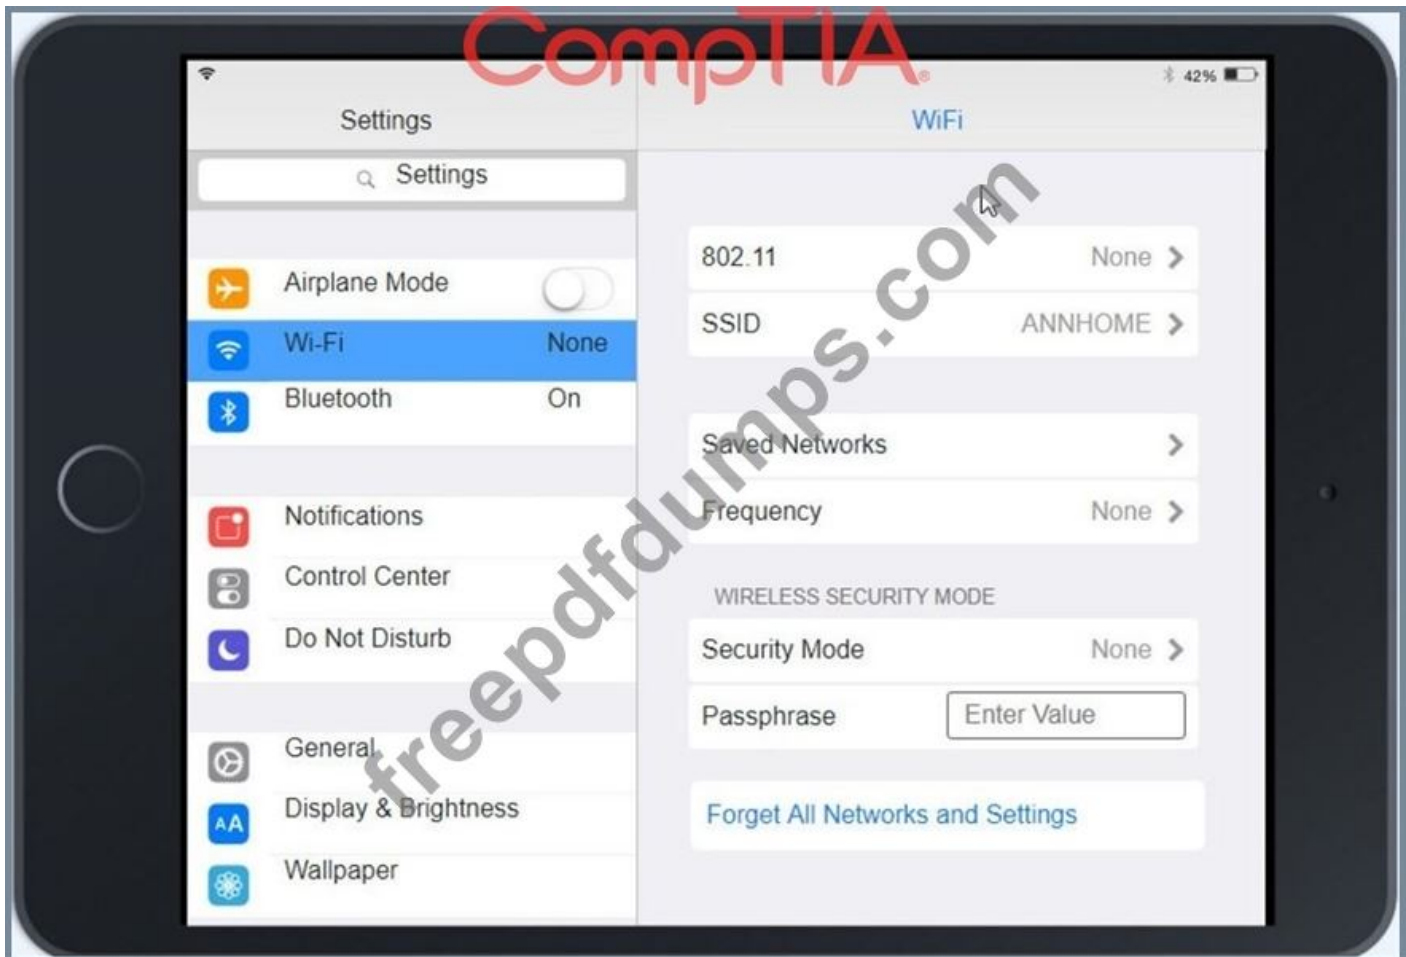 CompTIA®
42%
Settings
WiFi
Settings
Airplane Mode
Wi-Fi None
Bluetooth On
Notifications
Control Center
Do Not Disturb
General
Display & Brightness
AA
Wallpaper
802.11 None
SSID ANNHOME
Saved Networks
Frequency None
WIRELESS SECURITY MODE
Security Mode None
Passphrase Enter Value
Forget All Networks and Settings
freepdfdumps.com